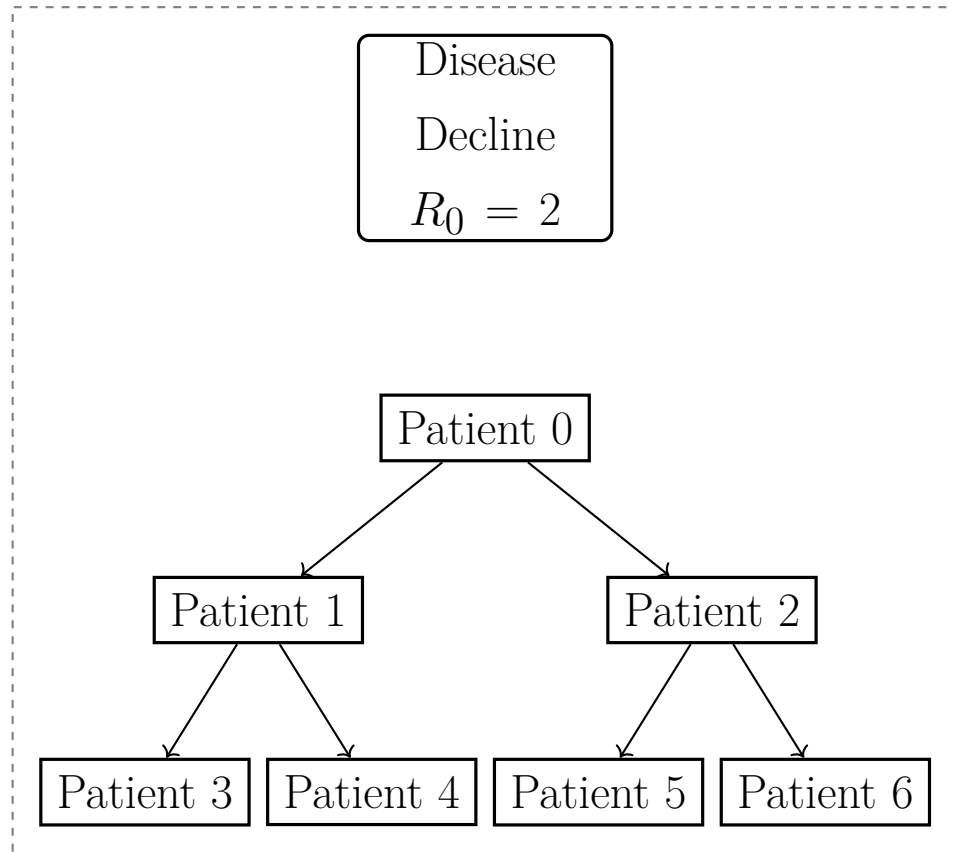 Disease
Decline
R₀ = 2
Patient 0
Patient 1
Patient 2
Patient 3
Patient 4
Patient 5
Patient 6